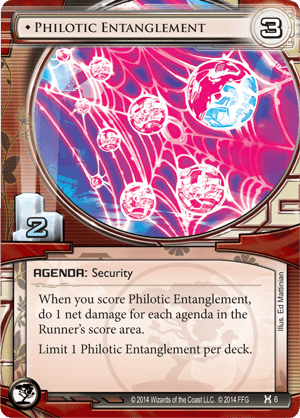 ♦ Philotic Entanglement
3
2
AGENDA: Security
When you score Philotic Entanglement,
do 1 net damage for each agenda in the
Runner's score area.
Limit 1 Philotic Entanglement per deck.
Illus. Ed Mattinian
© 2014 Wizards of the Coast LLC. © 2014 FFG
6